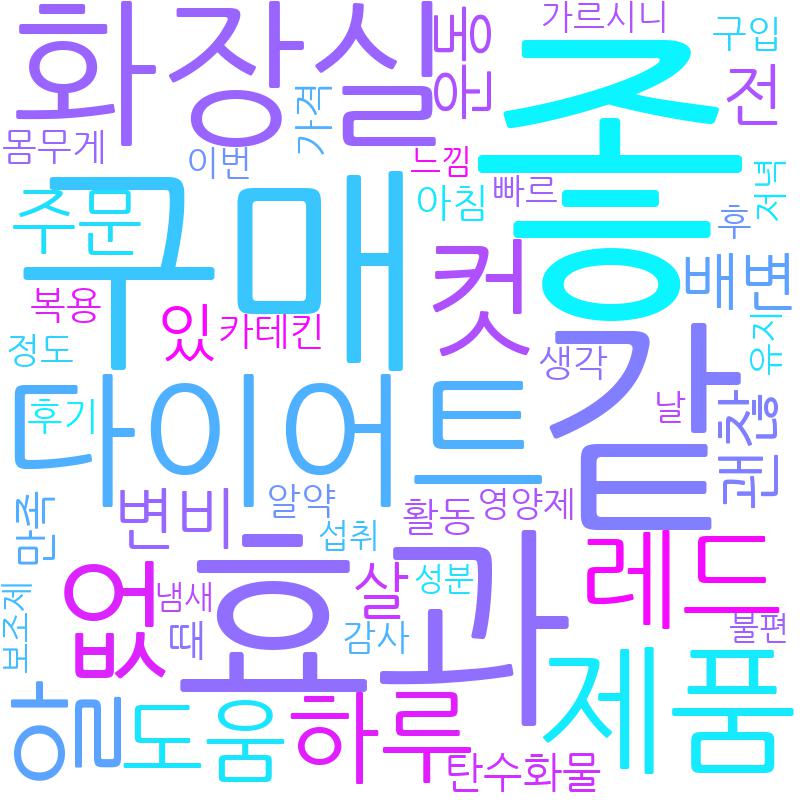 화장실
좋
운동
가르시니
구입
전
몸무게
이번
가격
느낌
빠르
아침
저녁
후
주문
구매
컷
배변
복용
있
카테킨
정도
생각
같
유지
날
괜찮
다이어트
후기
변비
알약
섭취
활동
영양제
만족
없
냄새
효과
살
성분
레드
불편
보조제
때
감사
알
도움
하루
제품
탄수화물